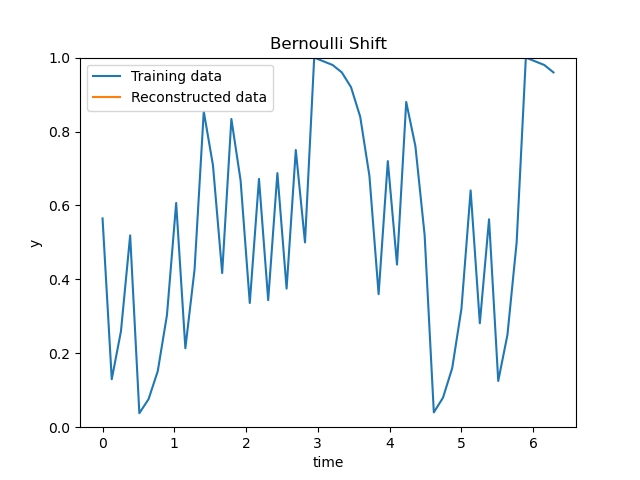 Bernoulli Shift
Training data
Reconstructed data
1.0
0.8
0.6
0.4
0.2
0.0
y
0 1 2 3 4 5 6
time